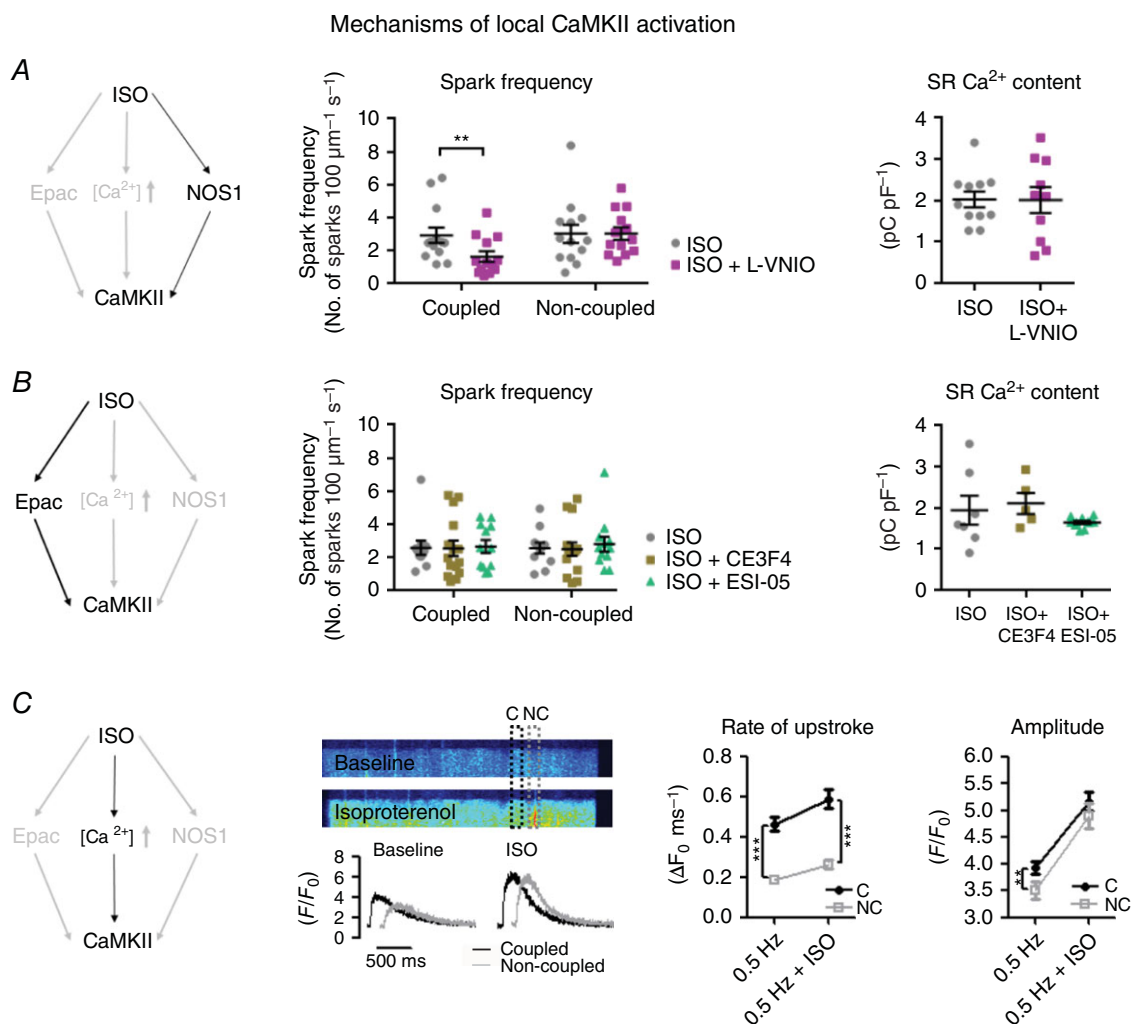 Mechanisms of local CaMKII activation
A
ISO
Epac
[Ca²⁺]
NOS1
CaMKII
Spark frequency
Spark frequency
(No. of sparks 100 µm⁻¹ s⁻¹)
10
8
6
4
2
0
**
Coupled
Non-coupled
ISO
ISO + L-VNIO
SR Ca²⁺ content
(pC pF⁻¹)
4
3
2
1
0
ISO
ISO+
L-VNIO
B
ISO
Epac
[Ca ²⁺]
NOS1
CaMKII
Spark frequency
Spark frequency
(No. of sparks 100 µm⁻¹ s⁻¹)
10
8
6
4
2
0
Coupled
Non-coupled
ISO
ISO + CE3F4
ISO + ESI-05
SR Ca²⁺ content
(pC pF⁻¹)
4
3
2
1
0
ISO
ISO+
CE3F4
ISO+
ESI-05
C
ISO
Epac
[Ca ²⁺]
NOS1
CaMKII
C NC
Baseline
Isoproterenol
Baseline
ISO
(F/F₀)
8
6
4
2
0
500 ms
Coupled
Non-coupled
Rate of upstroke
(ΔF₀ ms⁻¹)
0.8
0.6
0.4
0.2
0.0
***
***
C
NC
0.5 Hz
0.5 Hz + ISO
Amplitude
(F/F₀)
6.0
5.5
5.0
4.5
4.0
3.5
3.0
**
C
NC
0.5 Hz
0.5 Hz + ISO